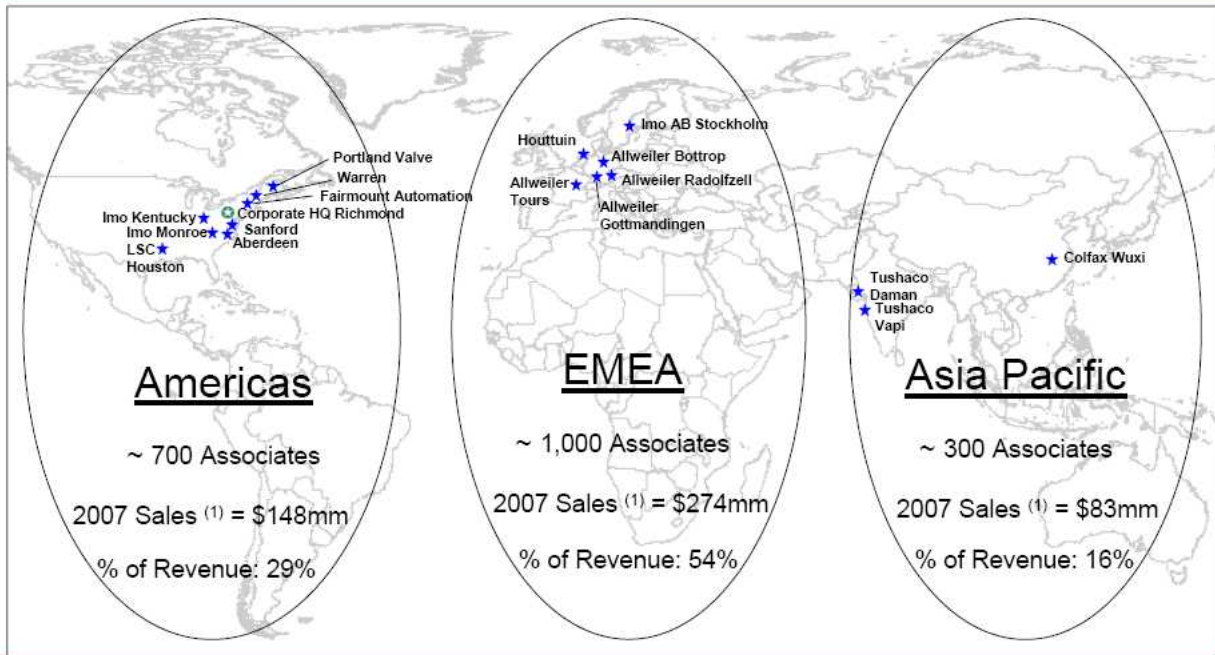 Portland Valve
Warren
Fairmount Automation
Imo Kentucky
Corporate HQ Richmond
Imo Monroe
Sanford
Aberdeen
LSC
Houston
Americas
~ 700 Associates
2007 Sales (1) = $148mm
% of Revenue: 29%
Imo AB Stockholm
Houttuin
Allweiler Bottrop
Allweiler
Tours
Allweiler Radolfzell
Allweiler
Gottmandingen
EMEA
~ 1,000 Associates
2007 Sales (1) = $274mm
% of Revenue: 54%
Colfax Wuxi
Tushaco
Daman
Tushaco
Vapi
Asia Pacific
~ 300 Associates
2007 Sales (1) = $83mm
% of Revenue: 16%